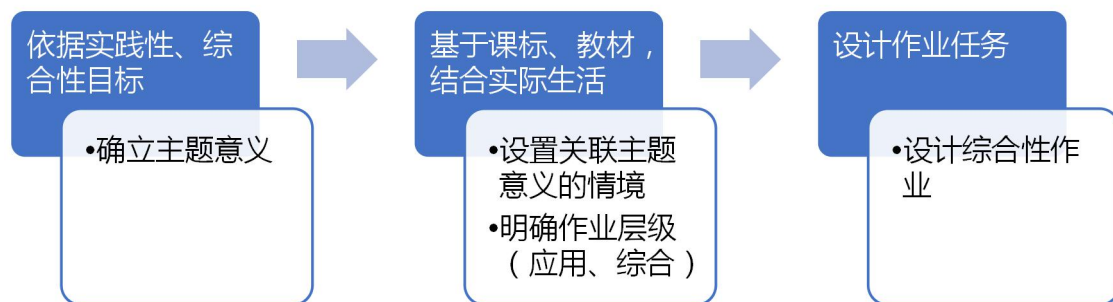 依据实践性、综
合性目标
•确立主题意义
基于课标、教材，
结合实际生活
•设置关联主题
意义的情境
•明确作业层级
（应用、综合）
设计作业任务
•设计综合性作
业